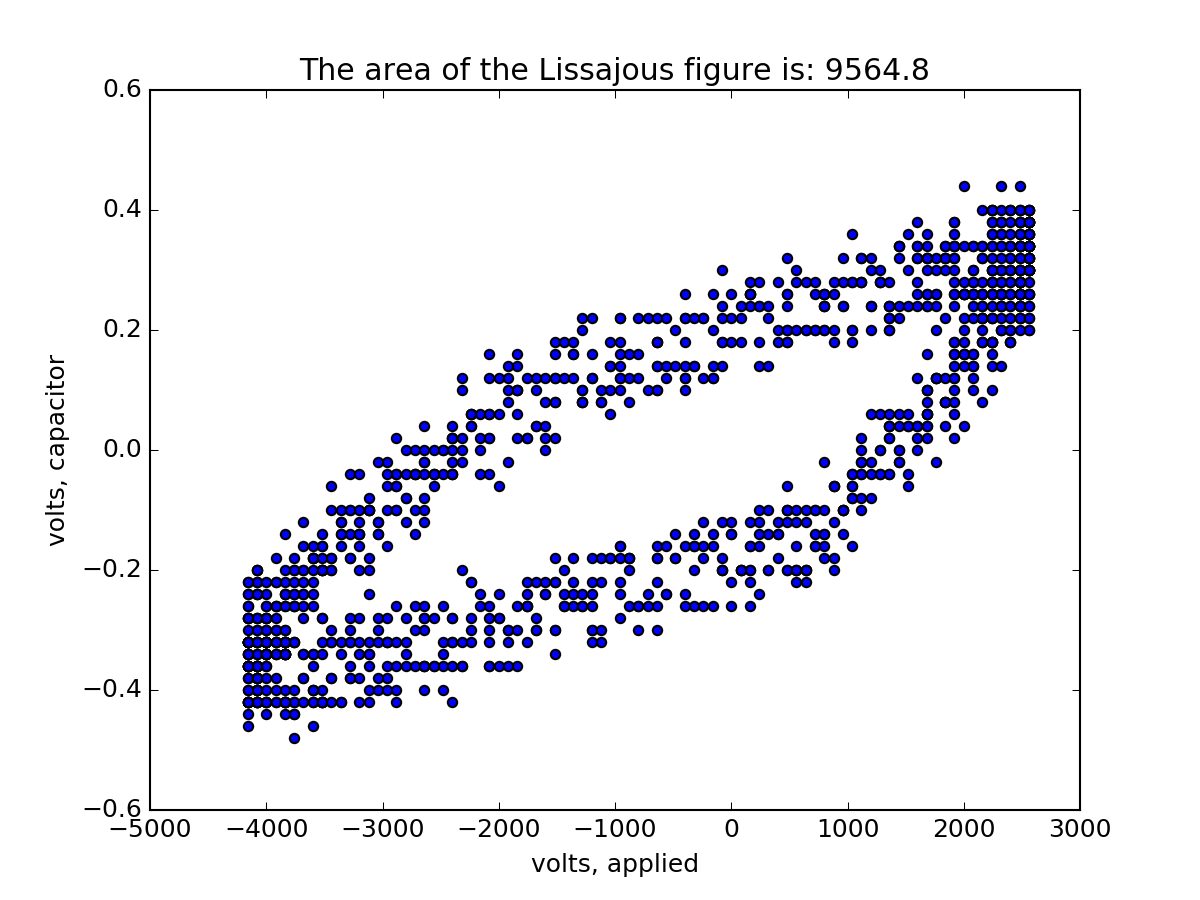 The area of the Lissajous figure is: 9564.8
0.6
0.4
0.2
0.0
−0.2
−0.4
−0.6
−5000 −4000 −3000 −2000 −1000 0 1000 2000 3000
volts, capacitor
volts, applied